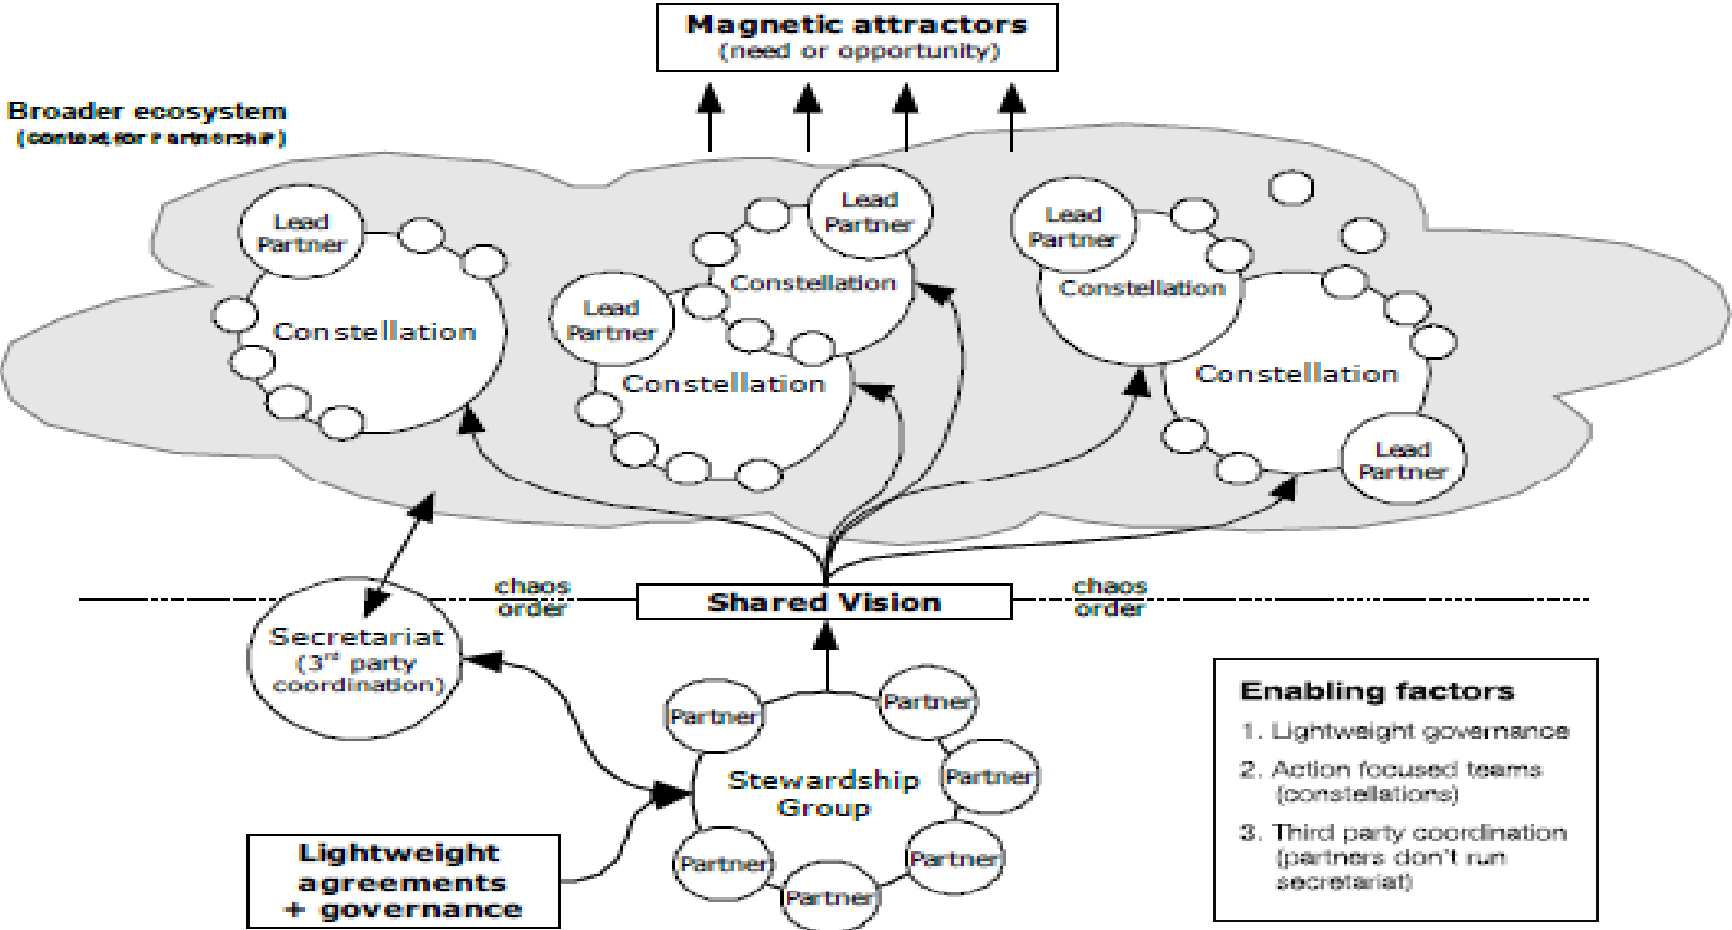 Magnetic attractors
(need or opportunity)
Broader ecosystem
(context for Partnership)
Lead
Partner
Constellation
Lead
Partner
Constellation
Lead
Partner
Constellation
Lead
Partner
Constellation
Constellation
Lead
Partner
chaos
order
Shared Vision
chaos
order
Secretariat
(3rd party
coordination)
Partner
Partner
Partner
Stewardship
Group
Partner
Partner
Partner
Lightweight
agreements
+ governance
Enabling factors
1. Lightweight governance
2. Action focused teams
(constellations)
3. Third party coordination
(partners don't run
secretariat)